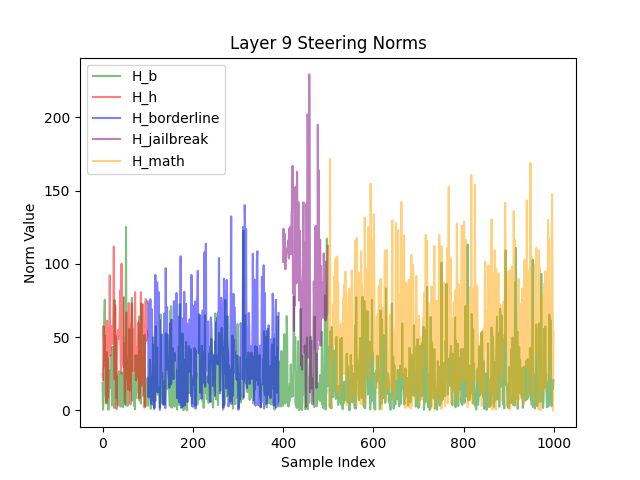 Layer 9 Steering Norms
H_b
H_h
H_borderline
H_jailbreak
H_math
Norm Value
200
150
100
50
0
0 200 400 600 800 1000
Sample Index